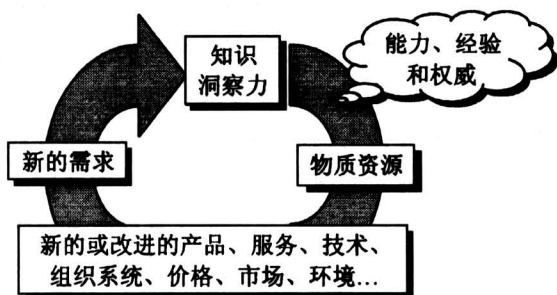 知识
洞察力
能力、经验
和权威
新的需求
物质资源
新的或改进的产品、服务、技术、
组织系统、价格、市场、环境…